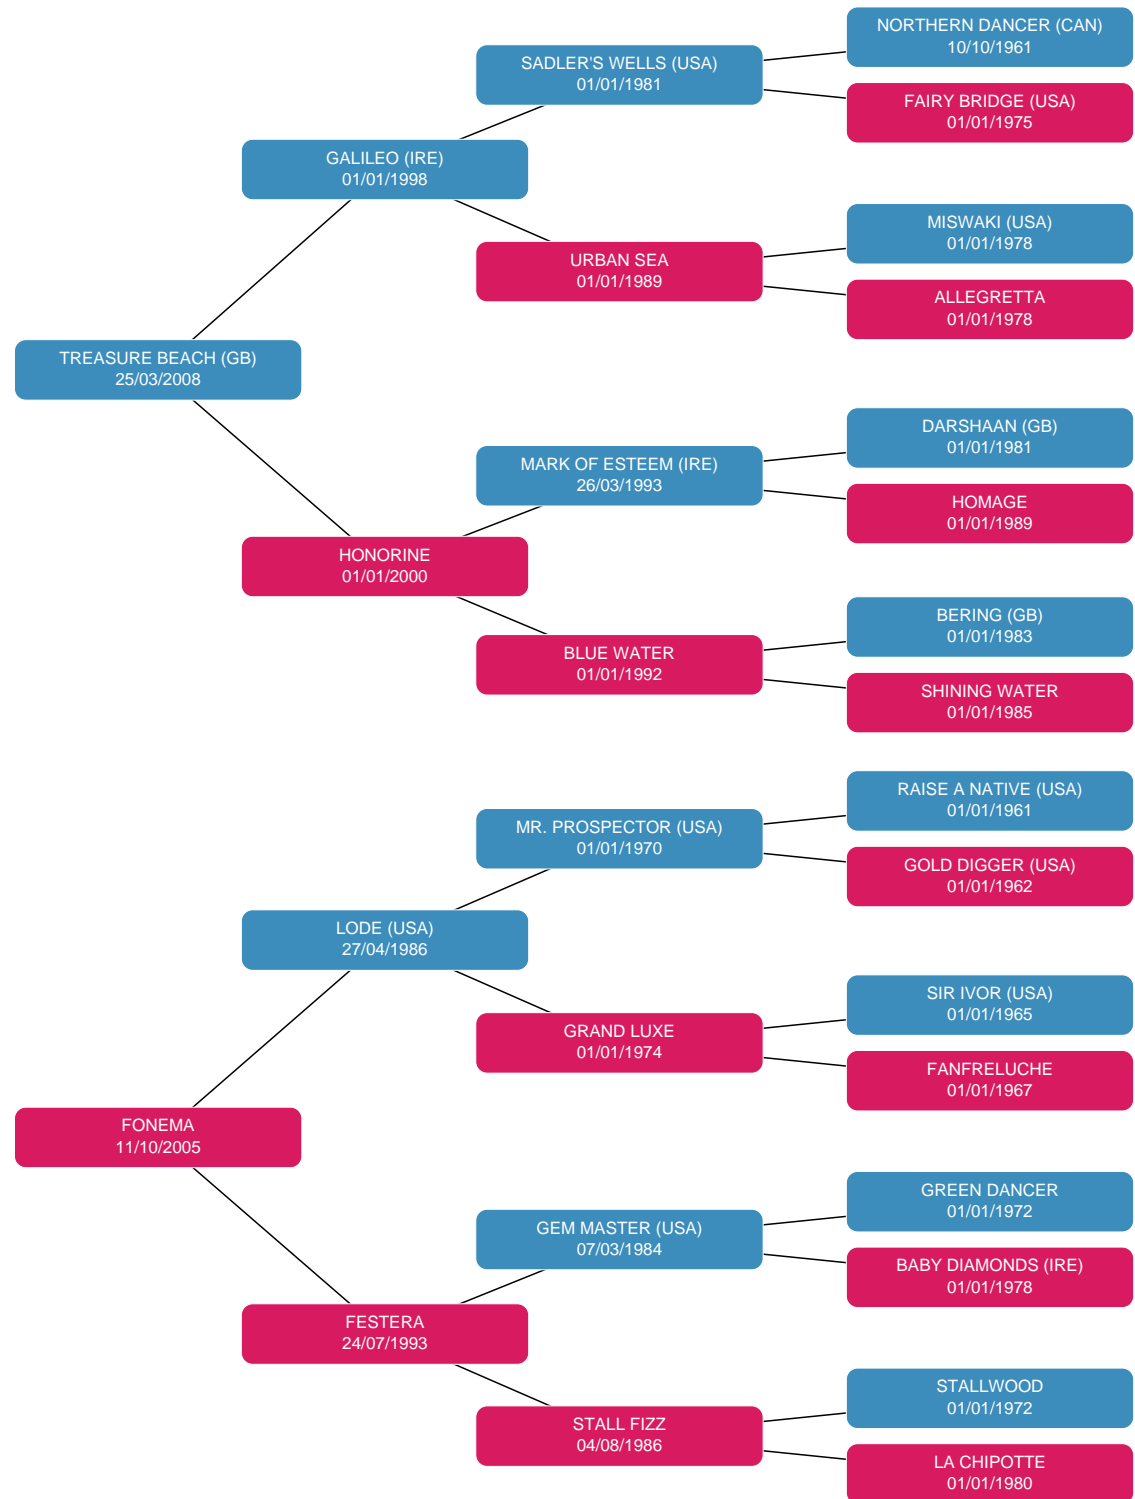 NORTHERN DANCER (CAN)
10/10/1961
SADLER'S WELLS (USA)
01/01/1981
FAIRY BRIDGE (USA)
01/01/1975
GALILEO (IRE)
01/01/1998
MISWAKI (USA)
01/01/1978
URBAN SEA
01/01/1989
ALLEGRETTA
01/01/1978
TREASURE BEACH (GB)
25/03/2008
DARSHAAN (GB)
01/01/1981
MARK OF ESTEEM (IRE)
26/03/1993
HOMAGE
01/01/1989
HONORINE
01/01/2000
BERING (GB)
01/01/1983
BLUE WATER
01/01/1992
SHINING WATER
01/01/1985
RAISE A NATIVE (USA)
01/01/1961
MR. PROSPECTOR (USA)
01/01/1970
GOLD DIGGER (USA)
01/01/1962
LODE (USA)
27/04/1986
SIR IVOR (USA)
01/01/1965
GRAND LUXE
01/01/1974
FANFRELUCHE
01/01/1967
FONEMA
11/10/2005
GREEN DANCER
01/01/1972
GEM MASTER (USA)
07/03/1984
BABY DIAMONDS (IRE)
01/01/1978
FESTERA
24/07/1993
STALLWOOD
01/01/1972
STALL FIZZ
04/08/1986
LA CHIPOTTE
01/01/1980